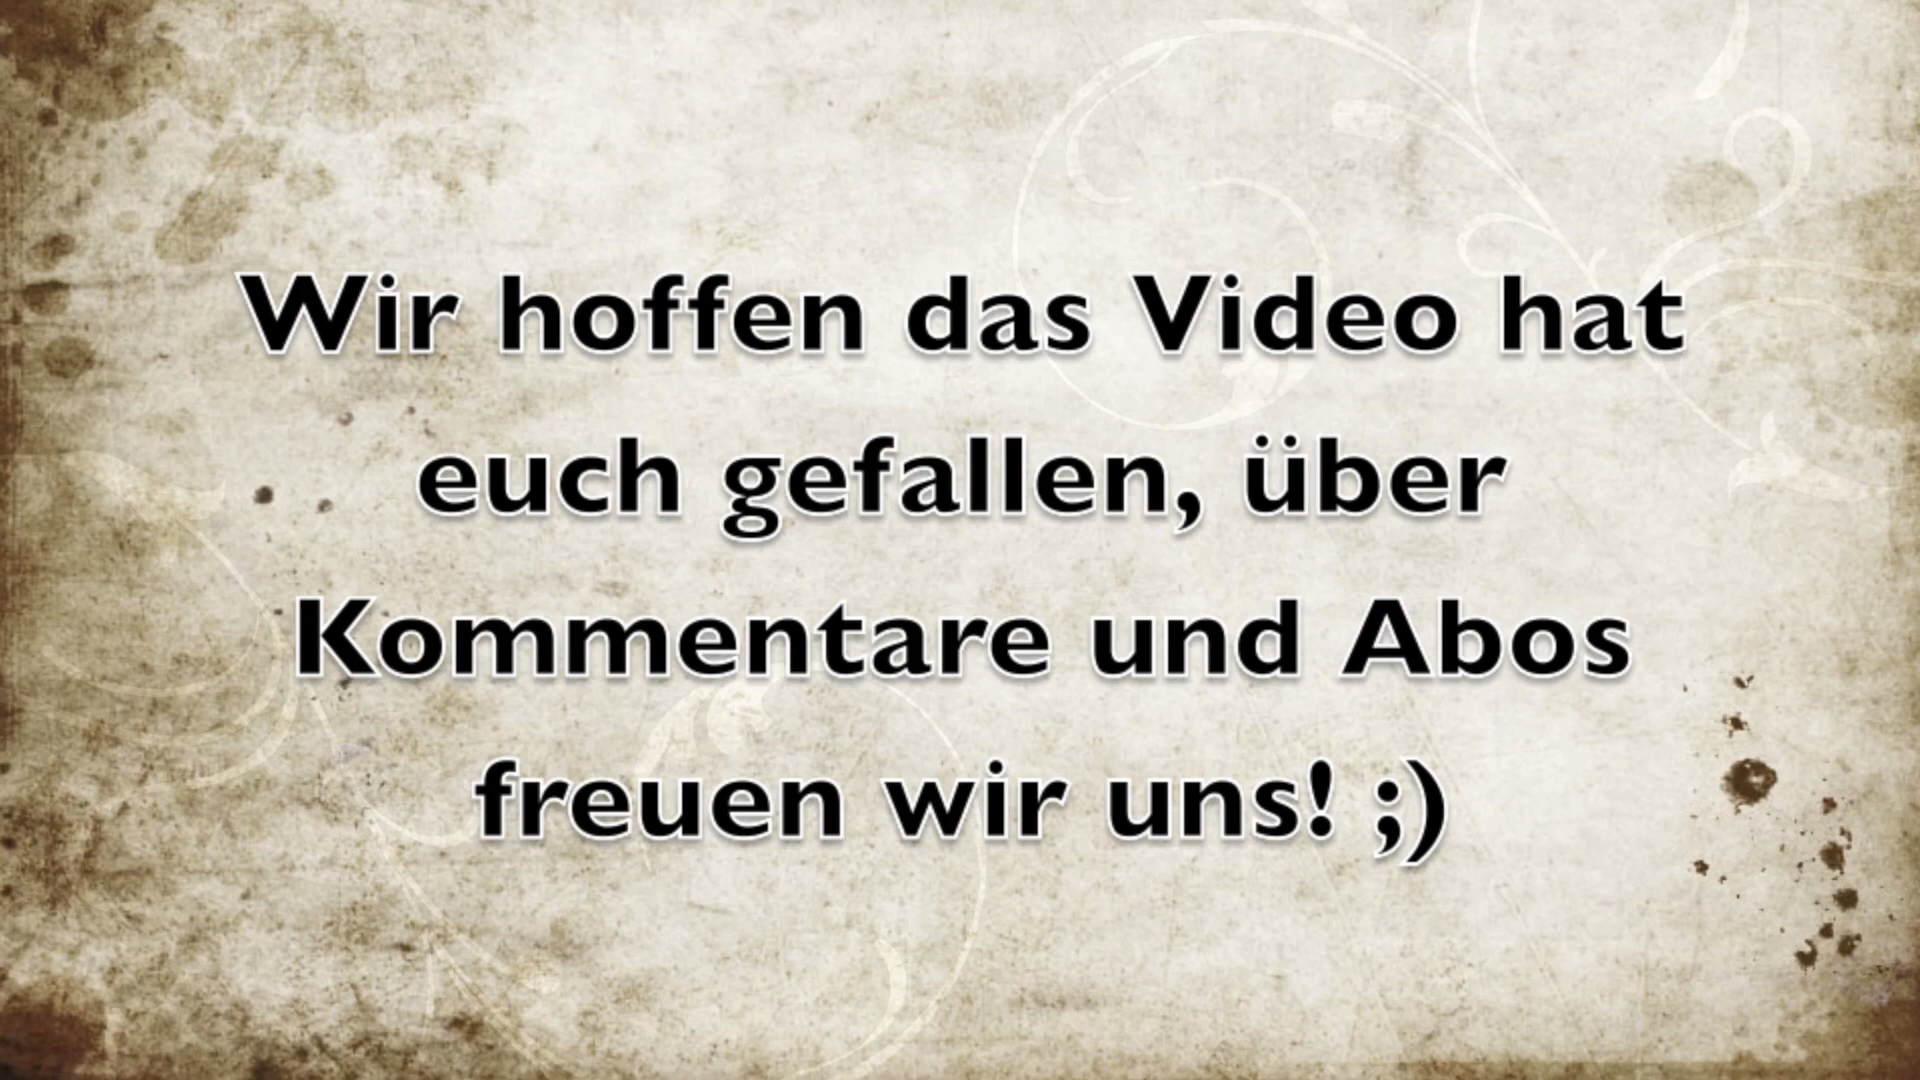 Wir hoffen das Video hat
euch gefallen, über
Kommentare und Abos
freuen wir uns! ;)